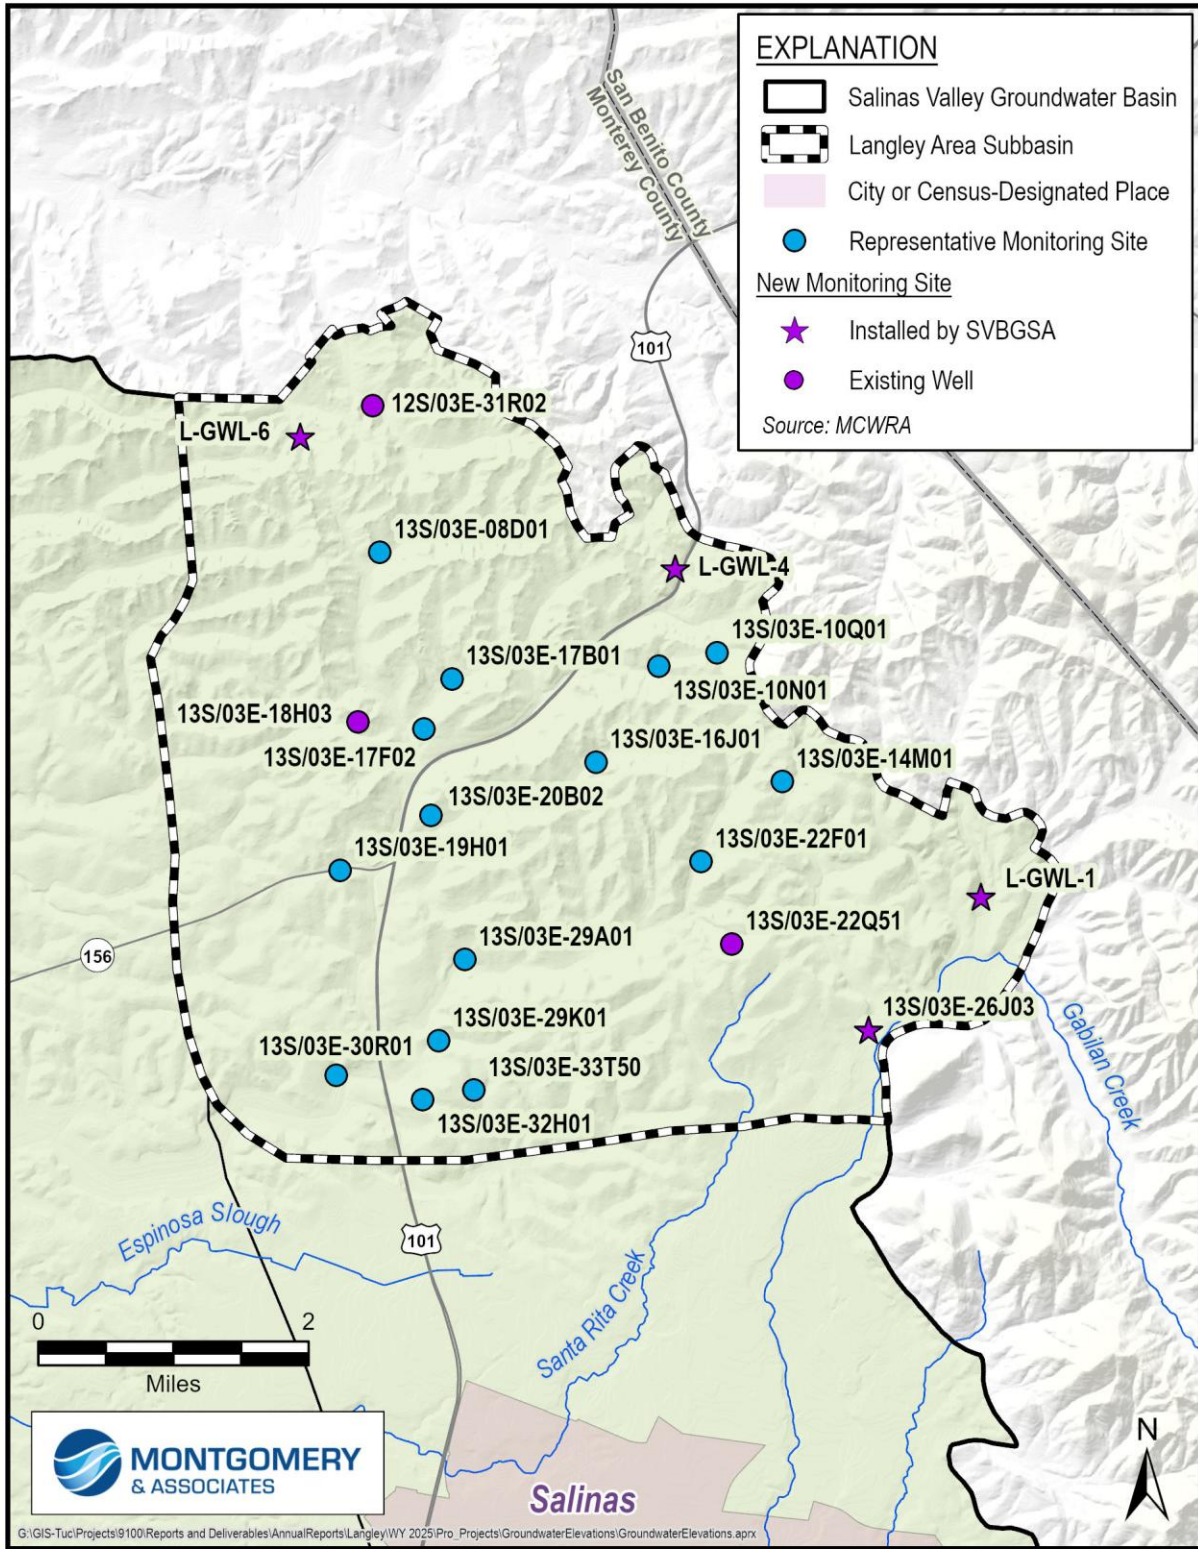 EXPLANATION
Salinas Valley Groundwater Basin
Langley Area Subbasin
City or Census-Designated Place
Representative Monitoring Site
New Monitoring Site
Installed by SVBGSA
Existing Well
Source: MCWRA
San Benito County
Monterey County
101
12S/03E-31R02
L-GWL-6
13S/03E-08D01
L-GWL-4
13S/03E-10Q01
13S/03E-17B01
13S/03E-10N01
13S/03E-18H03
13S/03E-17F02
13S/03E-16J01
13S/03E-14M01
13S/03E-20B02
13S/03E-19H01
13S/03E-22F01
L-GWL-1
13S/03E-22Q51
156
13S/03E-29A01
13S/03E-26J03
13S/03E-29K01
13S/03E-30R01
13S/03E-33T50
13S/03E-32H01
Gabilan Creek
Espinosa Slough
101
Santa Rita Creek
0 2
Miles
MONTGOMERY
& ASSOCIATES
Salinas
N
G:\GIS-Tuc\Projects\9100\Reports and Deliverables\AnnualReports\Langley\WY 2025\Pro_Projects\GroundwaterElevations\GroundwaterElevations.aprx